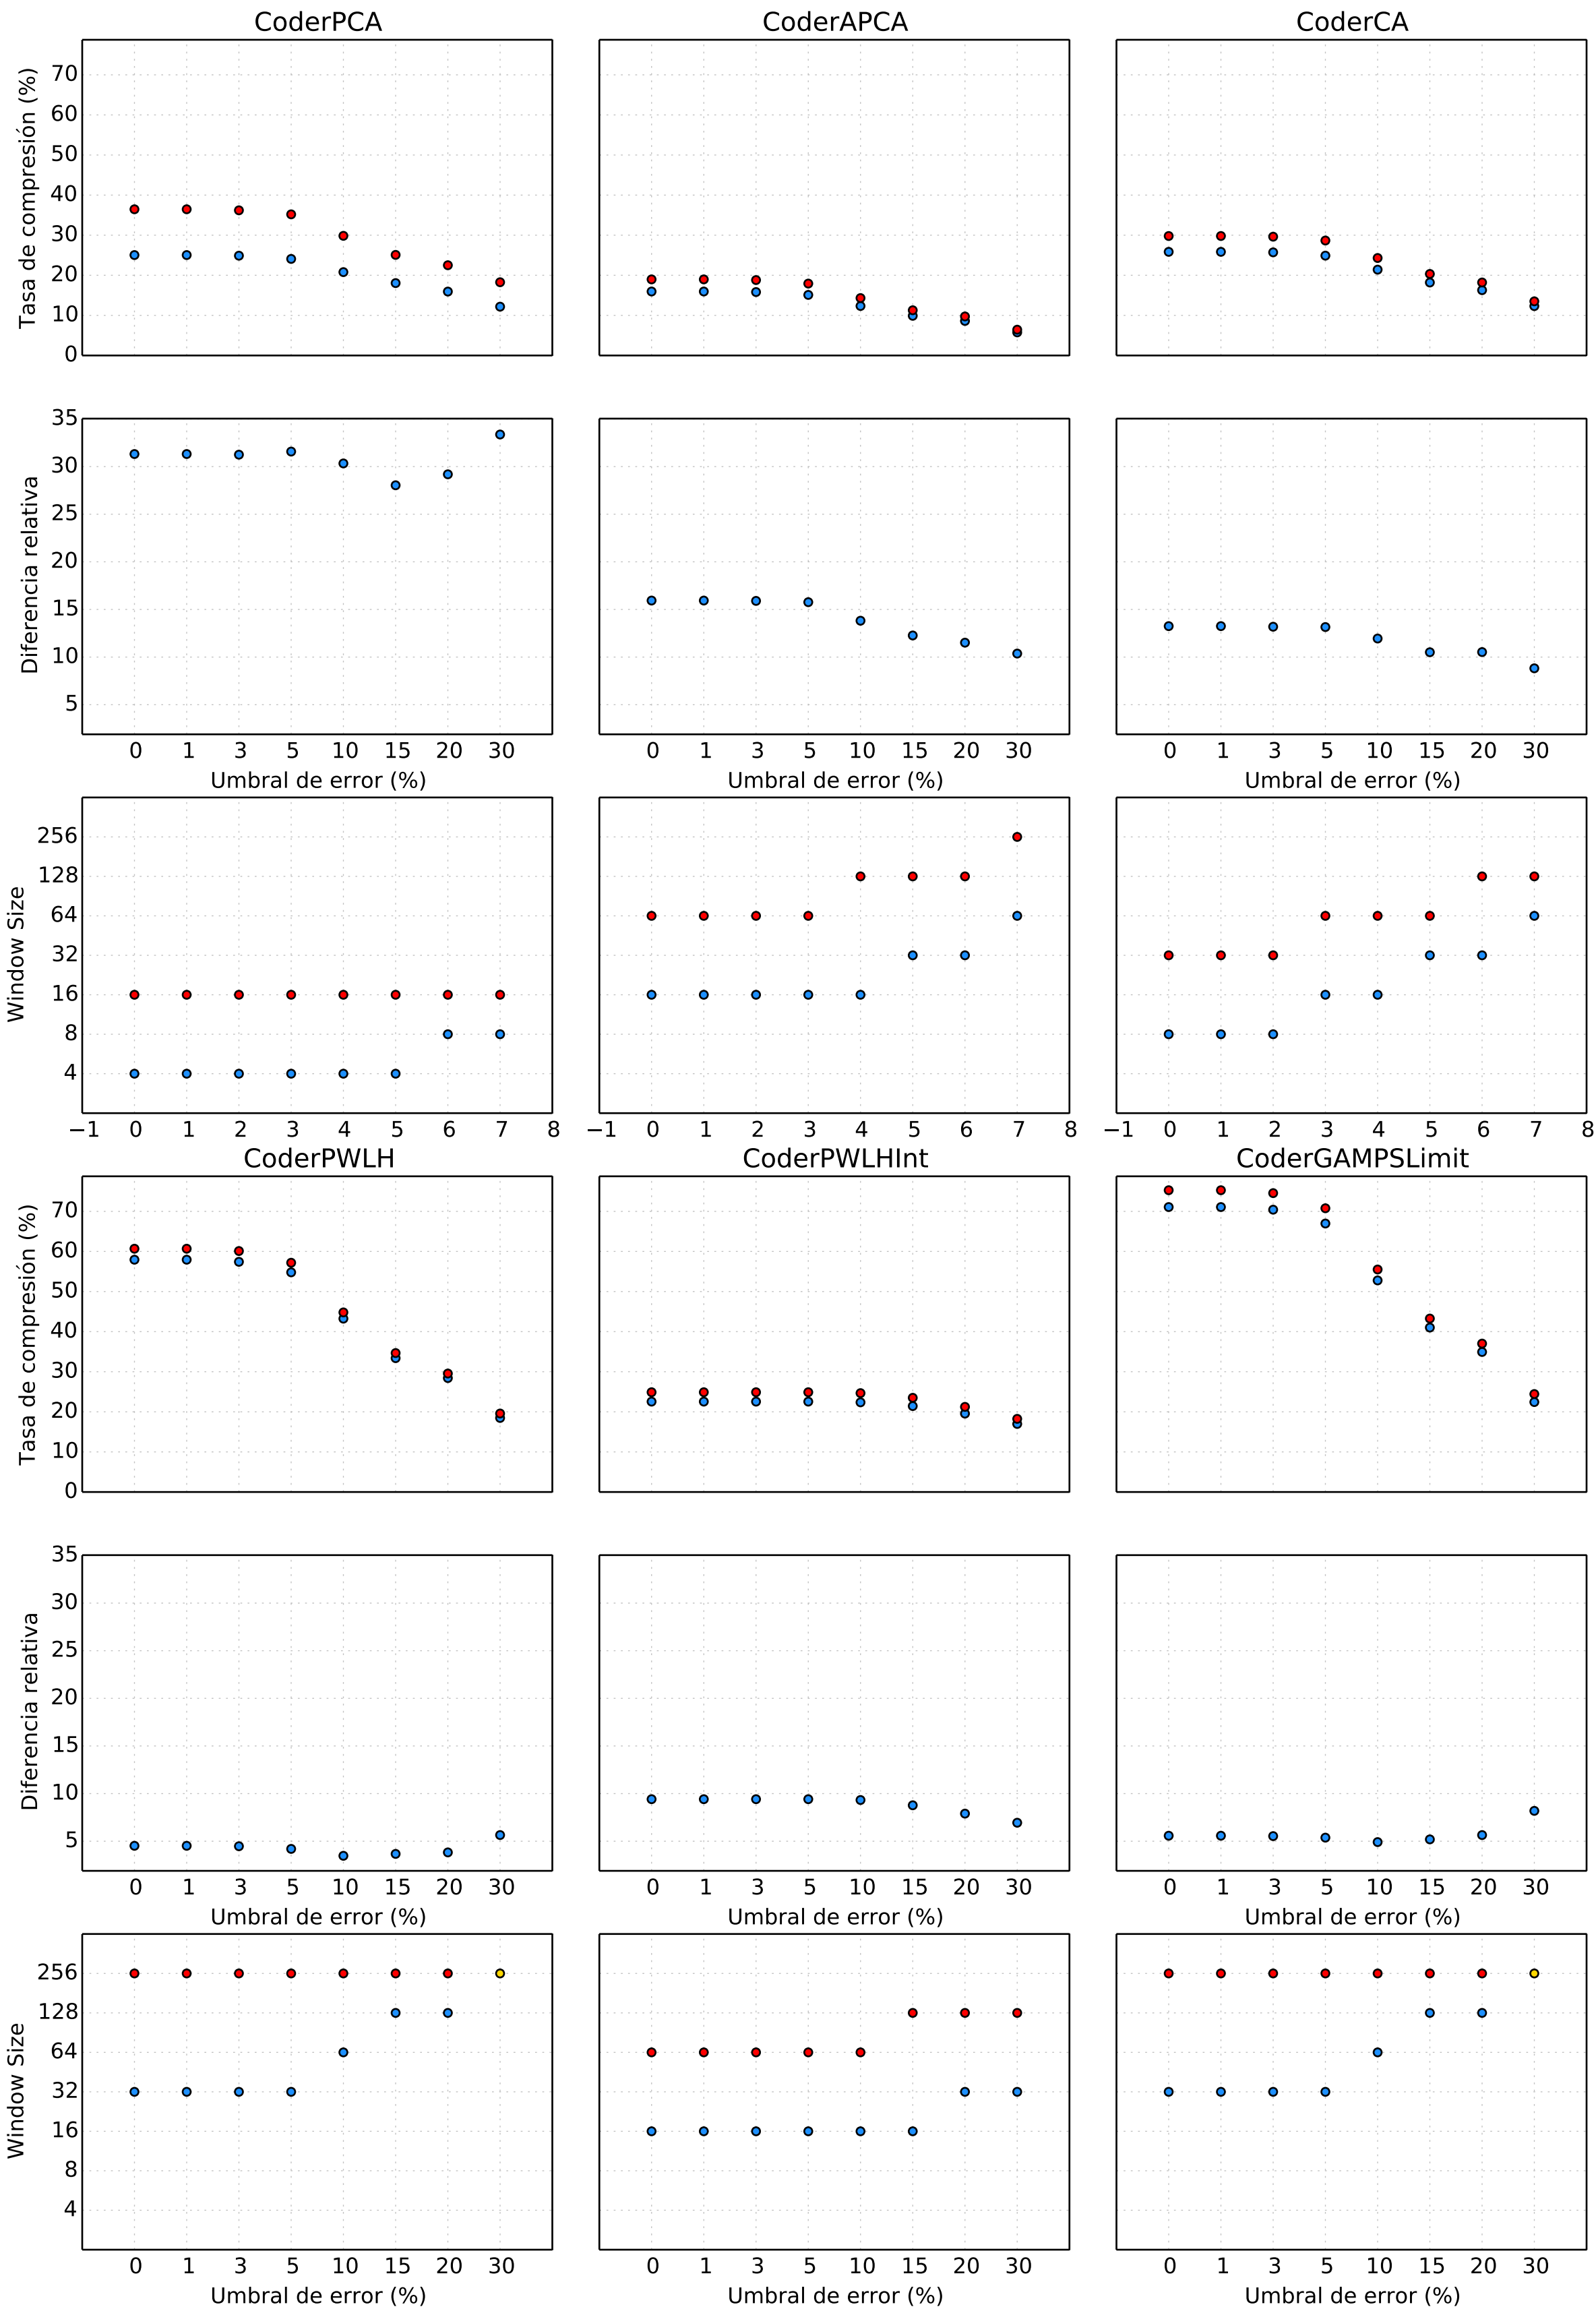 CoderPCA CoderAPCA CoderCA
Tasa de compresión (%)
70
60
50
40
30
20
10
0
Diferencia relativa
35
30
25
20
15
10
5
0 1 3 5 10 15 20 30 0 1 3 5 10 15 20 30 0 1 3 5 10 15 20 30
Umbral de error (%) Umbral de error (%) Umbral de error (%)
Window Size
256
128
64
32
16
8
4
−1 0 1 2 3 4 5 6 7 8 −1 0 1 2 3 4 5 6 7 8 −1 0 1 2 3 4 5 6 7 8
CoderPWLH CoderPWLHInt CoderGAMPSLimit
Tasa de compresión (%)
70
60
50
40
30
20
10
0
Diferencia relativa
35
30
25
20
15
10
5
0 1 3 5 10 15 20 30 0 1 3 5 10 15 20 30 0 1 3 5 10 15 20 30
Umbral de error (%) Umbral de error (%) Umbral de error (%)
Window Size
256
128
64
32
16
8
4
0 1 3 5 10 15 20 30 0 1 3 5 10 15 20 30 0 1 3 5 10 15 20 30
Umbral de error (%) Umbral de error (%) Umbral de error (%)